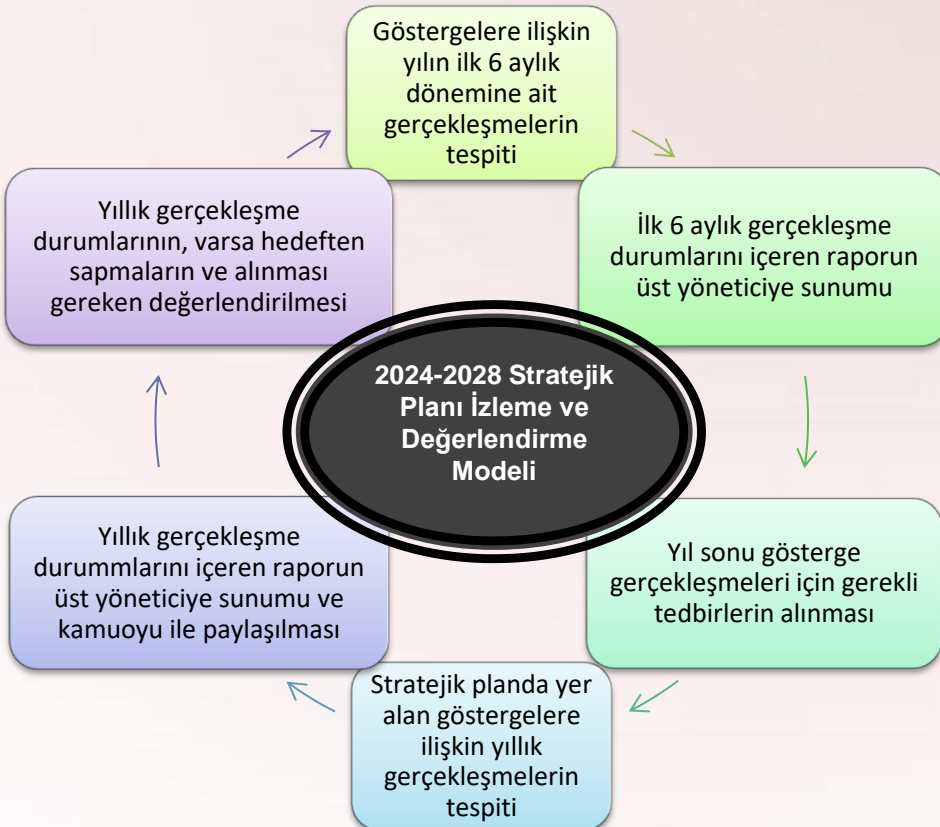 Göstergelere ilişkin
yılın ilk 6 aylık
dönemine ait
gerçekleşmelerin
tespiti
İlk 6 aylık gerçekleşme
durumlarını içeren raporun
üst yöneticiye sunumu
Yıl sonu gösterge
gerçekleşmeleri için gerekli
tedbirlerin alınması
Stratejik planda yer
alan göstergelere
ilişkin yıllık
gerçekleşmelerin
tespiti
Yıllık gerçekleşme
durummlarını içeren raporun
üst yöneticiye sunumu ve
kamuoyu ile paylaşılması
Yıllık gerçekleşme
durumlarının, varsa hedeften
sapmaların ve alınması
gereken değerlendirilmesi
2024-2028 Stratejik
Planı İzleme ve
Değerlendirme
Modeli